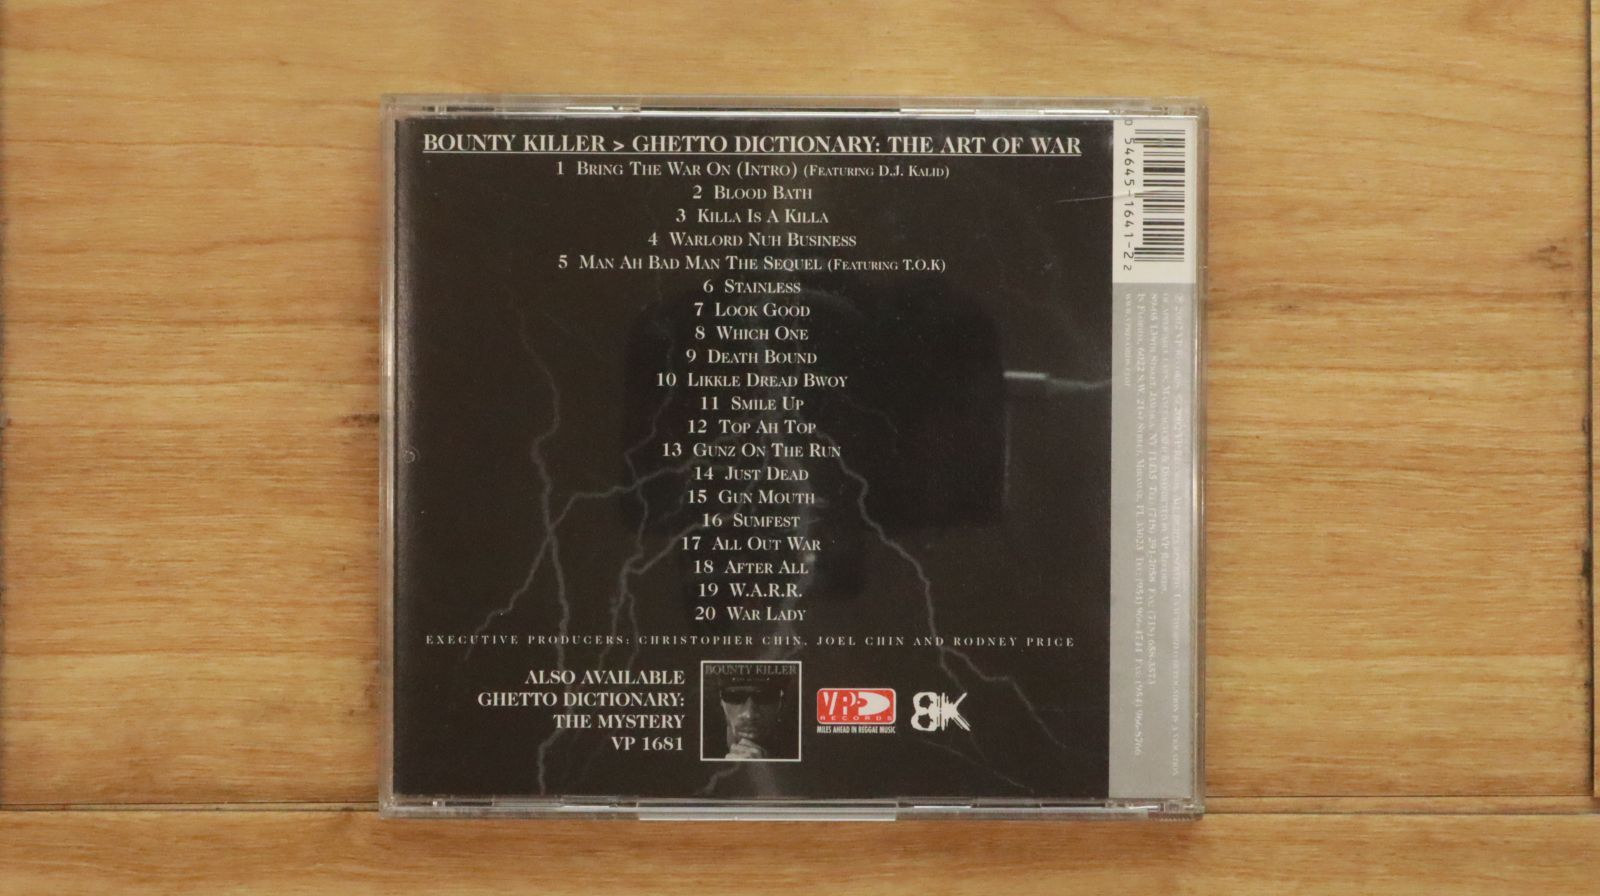 BOUNTY KILLER > GHETTO DICTIONARY: THE ART OF WAR
1 BRING THE WAR ON (INTRO) (FEATURING D.J. KALID)
2 BLOOD BATH
3 KILLA IS A KILLA
4 WARLORD NUH BUSINESS
5 MAN AH BAD MAN THE SEQUEL (FEATURING T.O.K)
6 STAINLESS
7 LOOK GOOD
8 WHICH ONE
9 DEATH BOUND
10 LIKKLE DREAD BWOY
11 SMILE UP
12 TOP AH TOP
13 GUNZ ON THE RUN
14 JUST DEAD
15 GUN MOUTH
16 SUMFEST
17 ALL OUT WAR
18 AFTER ALL
19 W.A.R.R.
20 WAR LADY
EXECUTIVE PRODUCERS: CHRISTOPHER CHIN, JOEL CHIN AND RODNEY PRICE
ALSO AVAILABLE
GHETTO DICTIONARY:
THE MYSTERY
VP 1681
BOUNTY KILLER
VP
RECORDS
MILES AHEAD IN REGGAE MUSIC
BK
0 54645-1641-2 2